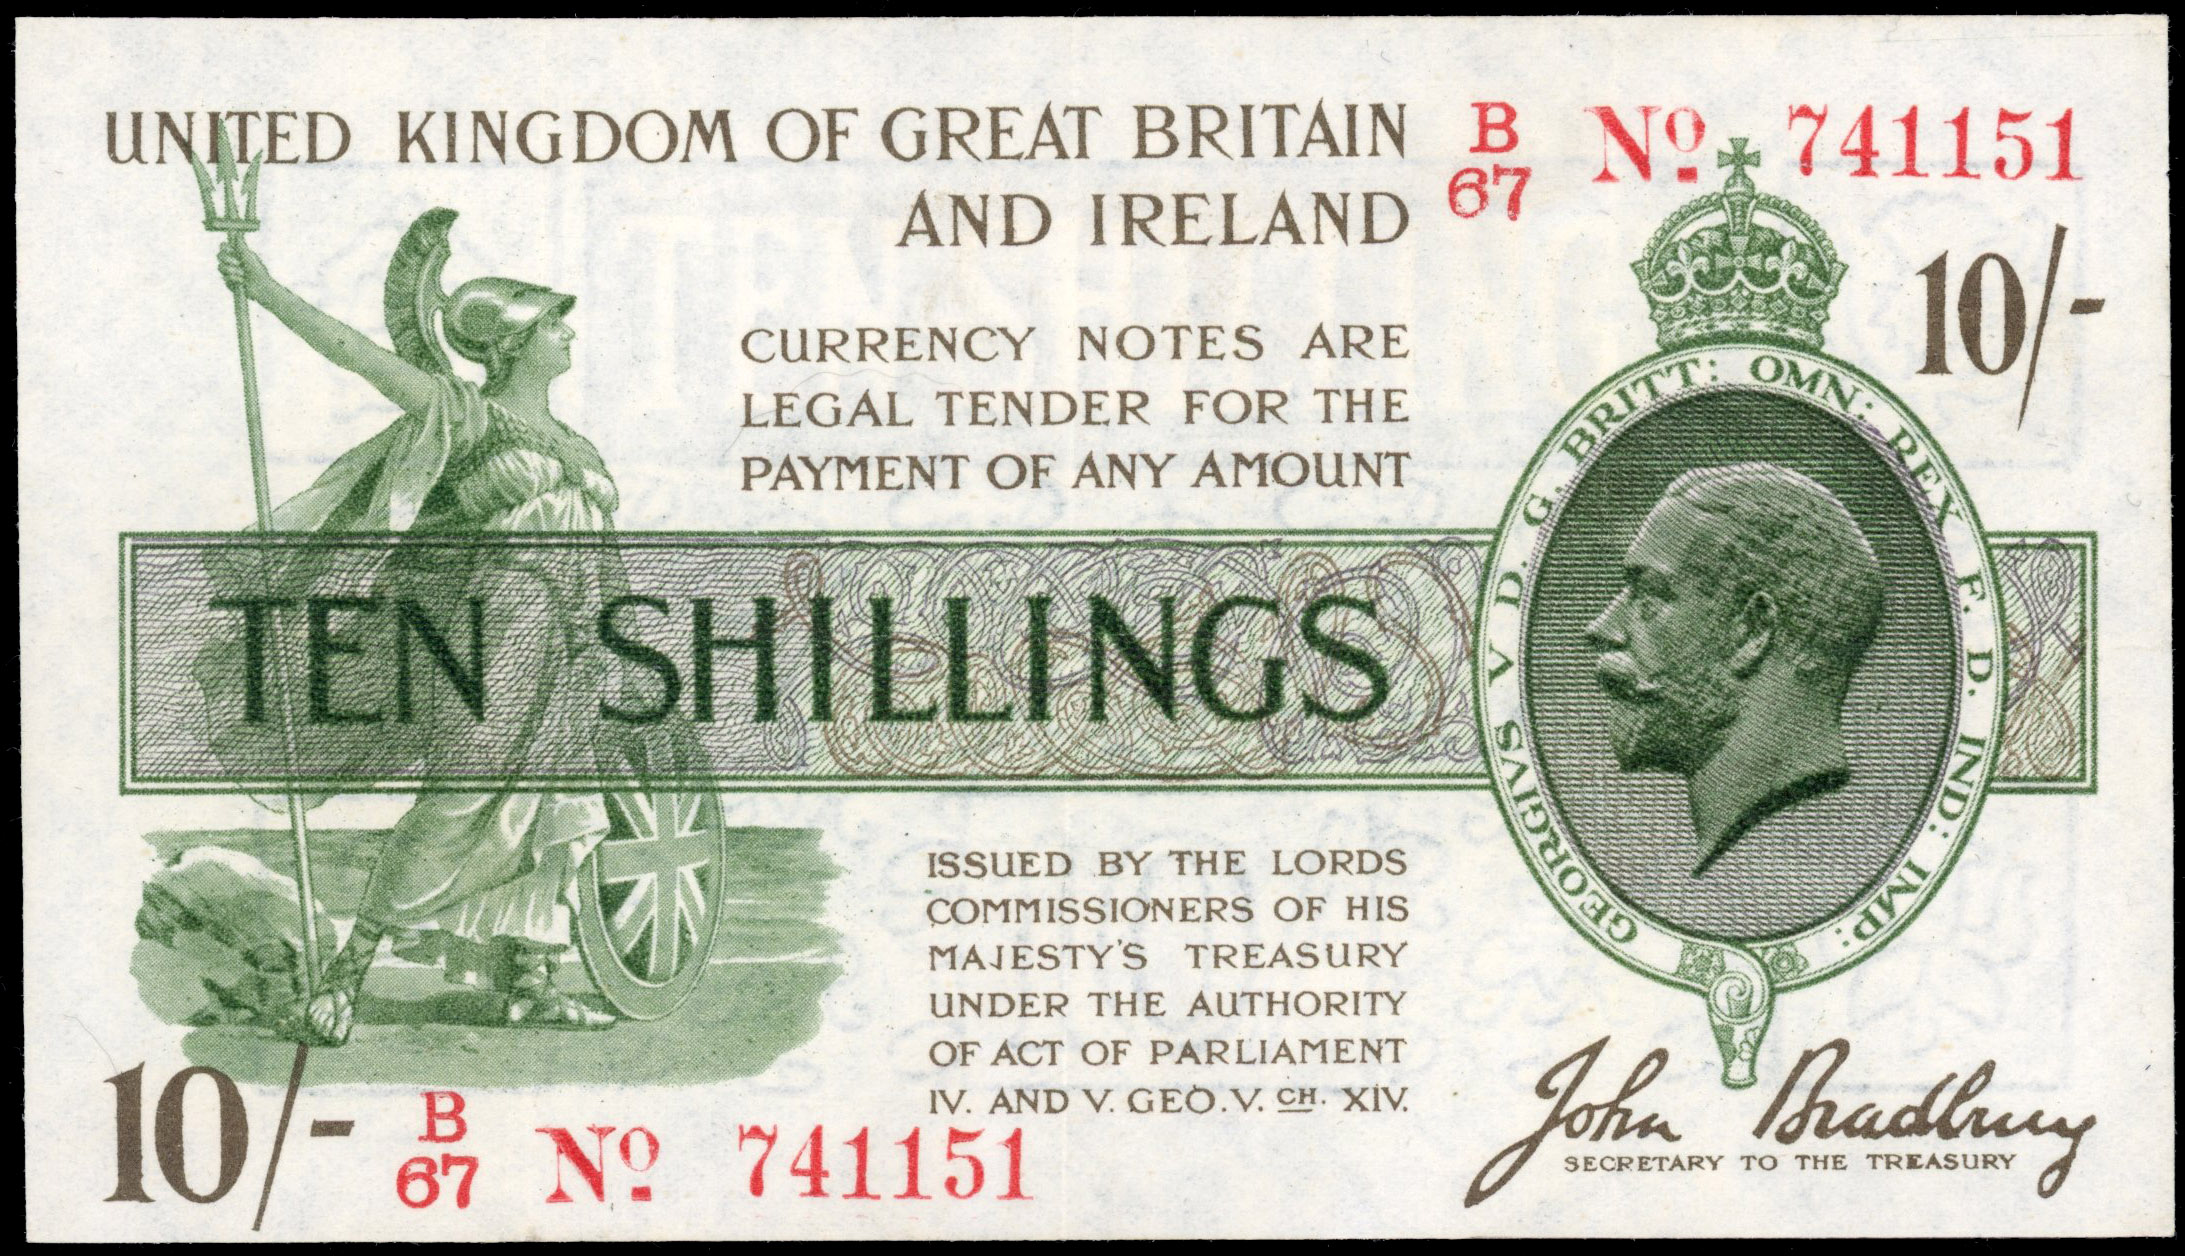 UNITED KINGDOM OF GREAT BRITAIN
AND IRELAND
B
67
Nº 741151
10/-
CURRENCY NOTES ARE
LEGAL TENDER FOR THE
PAYMENT OF ANY AMOUNT
GEORGIVS V D. G. BRITT: OMN: REX F. D. IND: IMP:
TEN SHILLINGS
ISSUED BY THE LORDS
COMMISSIONERS OF HIS
MAJESTY'S TREASURY
UNDER THE AUTHORITY
OF ACT OF PARLIAMENT
IV. AND V. GEO. V. CH. XIV.
10/-
B
67
Nº 741151
John Bradbury
SECRETARY TO THE TREASURY